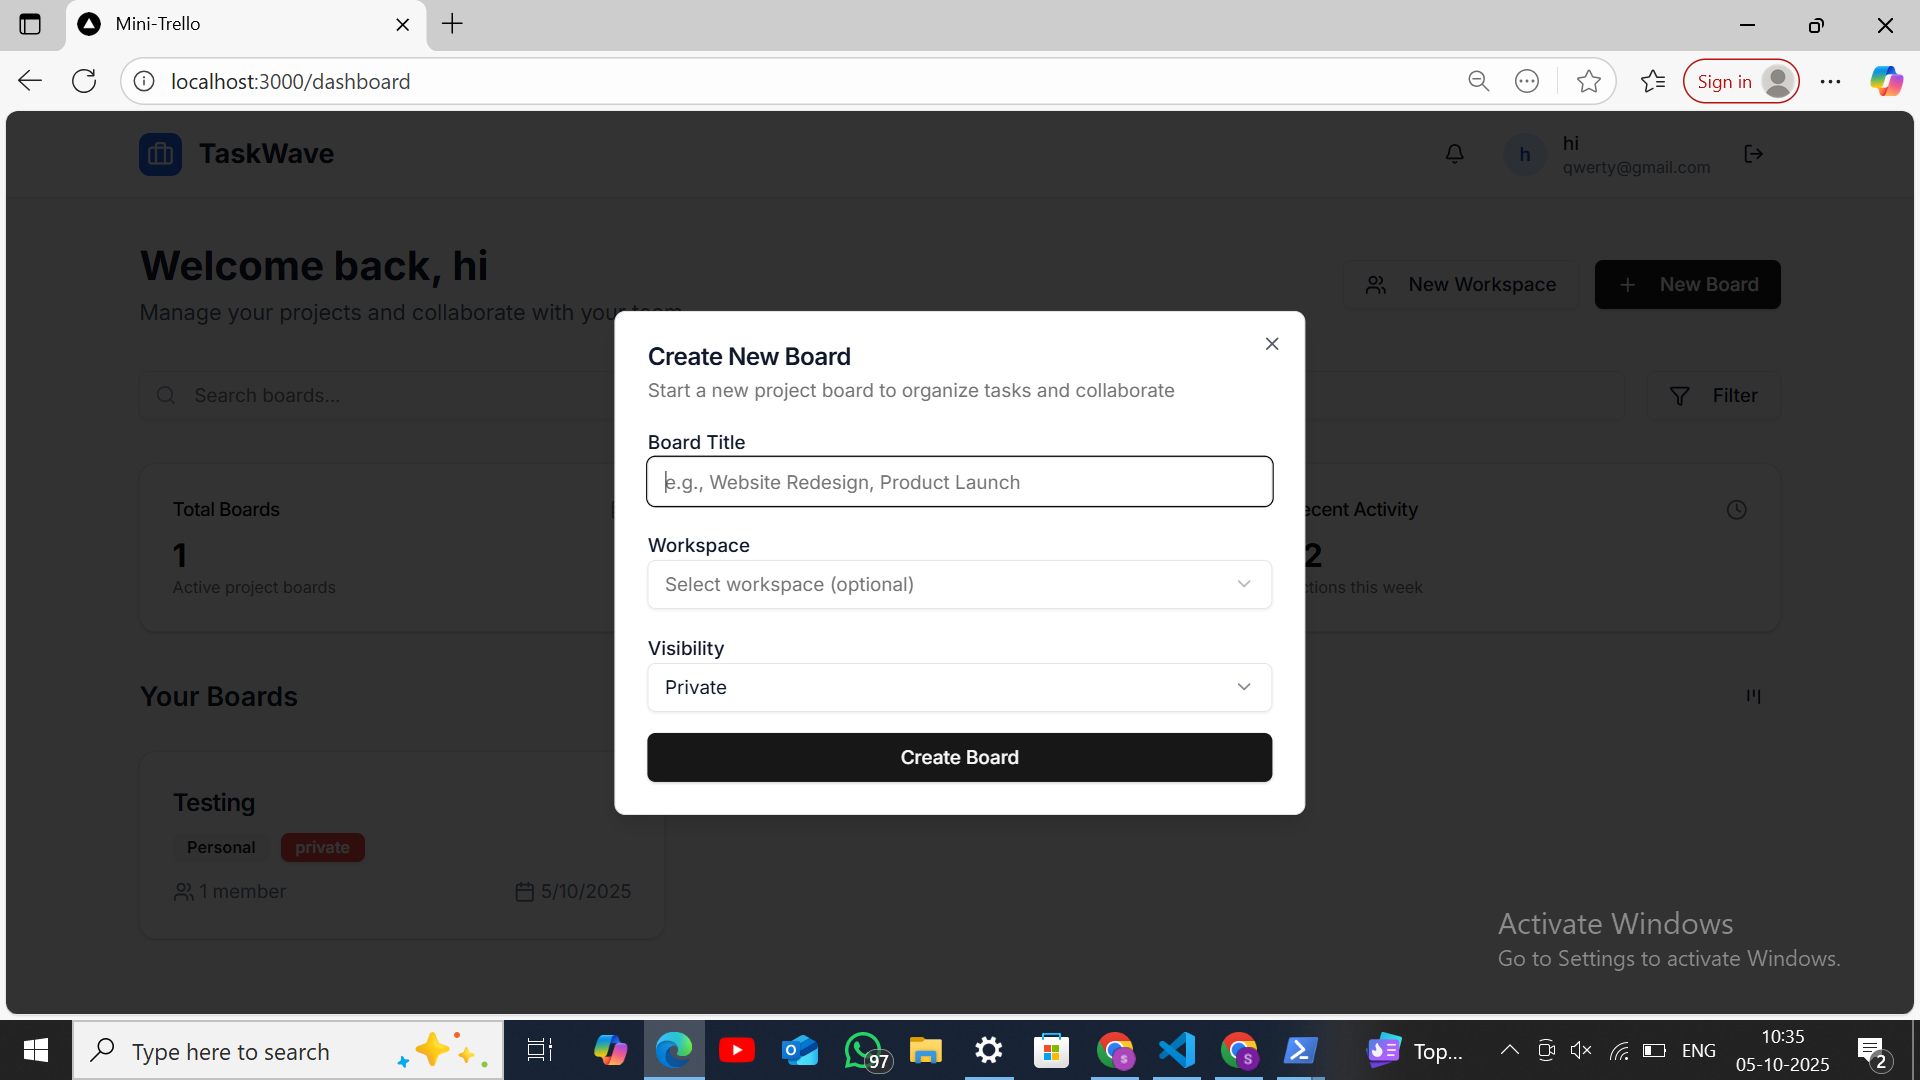 Mini-Trello
localhost:3000/dashboard
Sign in
TaskWave
h
hi
qwerty@gmail.com
Welcome back, hi
Manage your projects and collaborate with your team
New Workspace
New Board
Search boards...
Filter
Create New Board
Start a new project board to organize tasks and collaborate
Board Title
e.g., Website Redesign, Product Launch
Workspace
Select workspace (optional)
Visibility
Private
Create Board
Total Boards
1
Active project boards
ecent Activity
2
ctions this week
Your Boards
Testing
Personal
private
1 member
5/10/2025
Activate Windows
Go to Settings to activate Windows.
Type here to search
97
S
S
Top...
ENG
10:35
05-10-2025
2